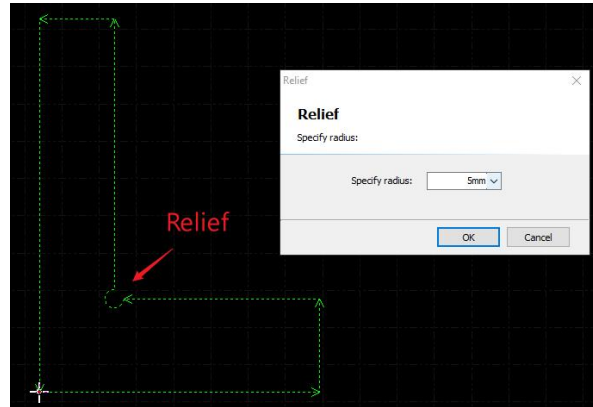 Relief
Relief
Specify radius:
Specify radius: 5mm
OK Cancel
Relief